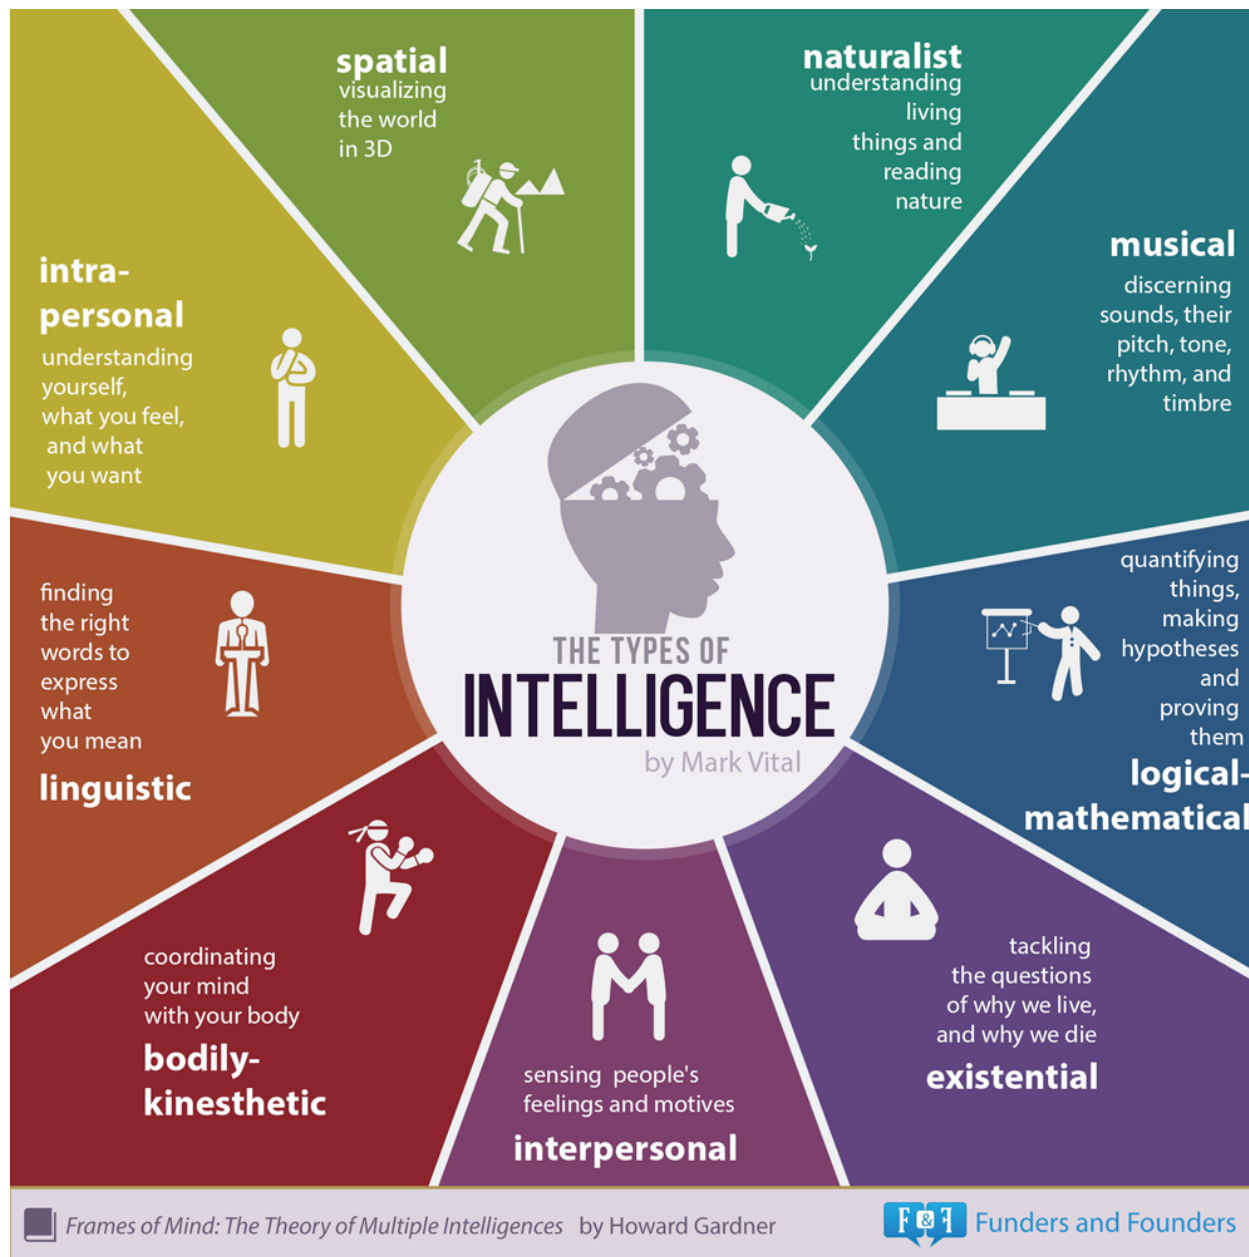 spatial
visualizing
the world
in 3D
naturalist
understanding
living
things and
reading
nature
musical
discerning
sounds, their
pitch, tone,
rhythm, and
timbre
intra-
personal
understanding
yourself,
what you feel,
and what
you want
finding
the right
words to
express
what
you mean
linguistic
THE TYPES OF
INTELLIGENCE
by Mark Vital
quantifying
things,
making
hypotheses
and
proving
them
logical-
mathematical
coordinating
your mind
with your body
bodily-
kinesthetic
sensing people's
feelings and motives
interpersonal
tackling
the questions
of why we live,
and why we die
existential
Frames of Mind: The Theory of Multiple Intelligences by Howard Gardner
F & F Funders and Founders